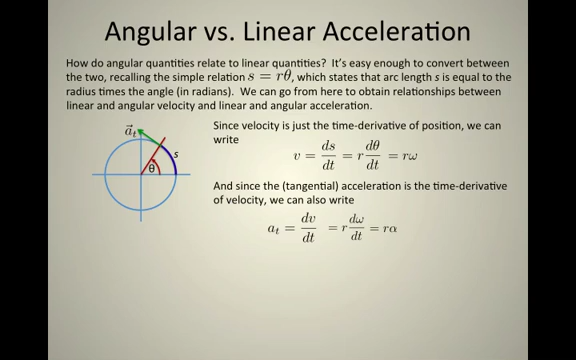 Angular vs. Linear Acceleration
How do angular quantities relate to linear quantities? It's easy enough to convert between
the two, recalling the simple relation s = rθ, which states that arc length s is equal to the
radius times the angle (in radians). We can go from here to obtain relationships between
linear and angular velocity and linear and angular acceleration.
a⃗ₜ
s
θ
Since velocity is just the time-derivative of position, we can
write
v = ds/dt = r dθ/dt = rω
And since the (tangential) acceleration is the time-derivative
of velocity, we can also write
aₜ = dv/dt = r dω/dt = rα